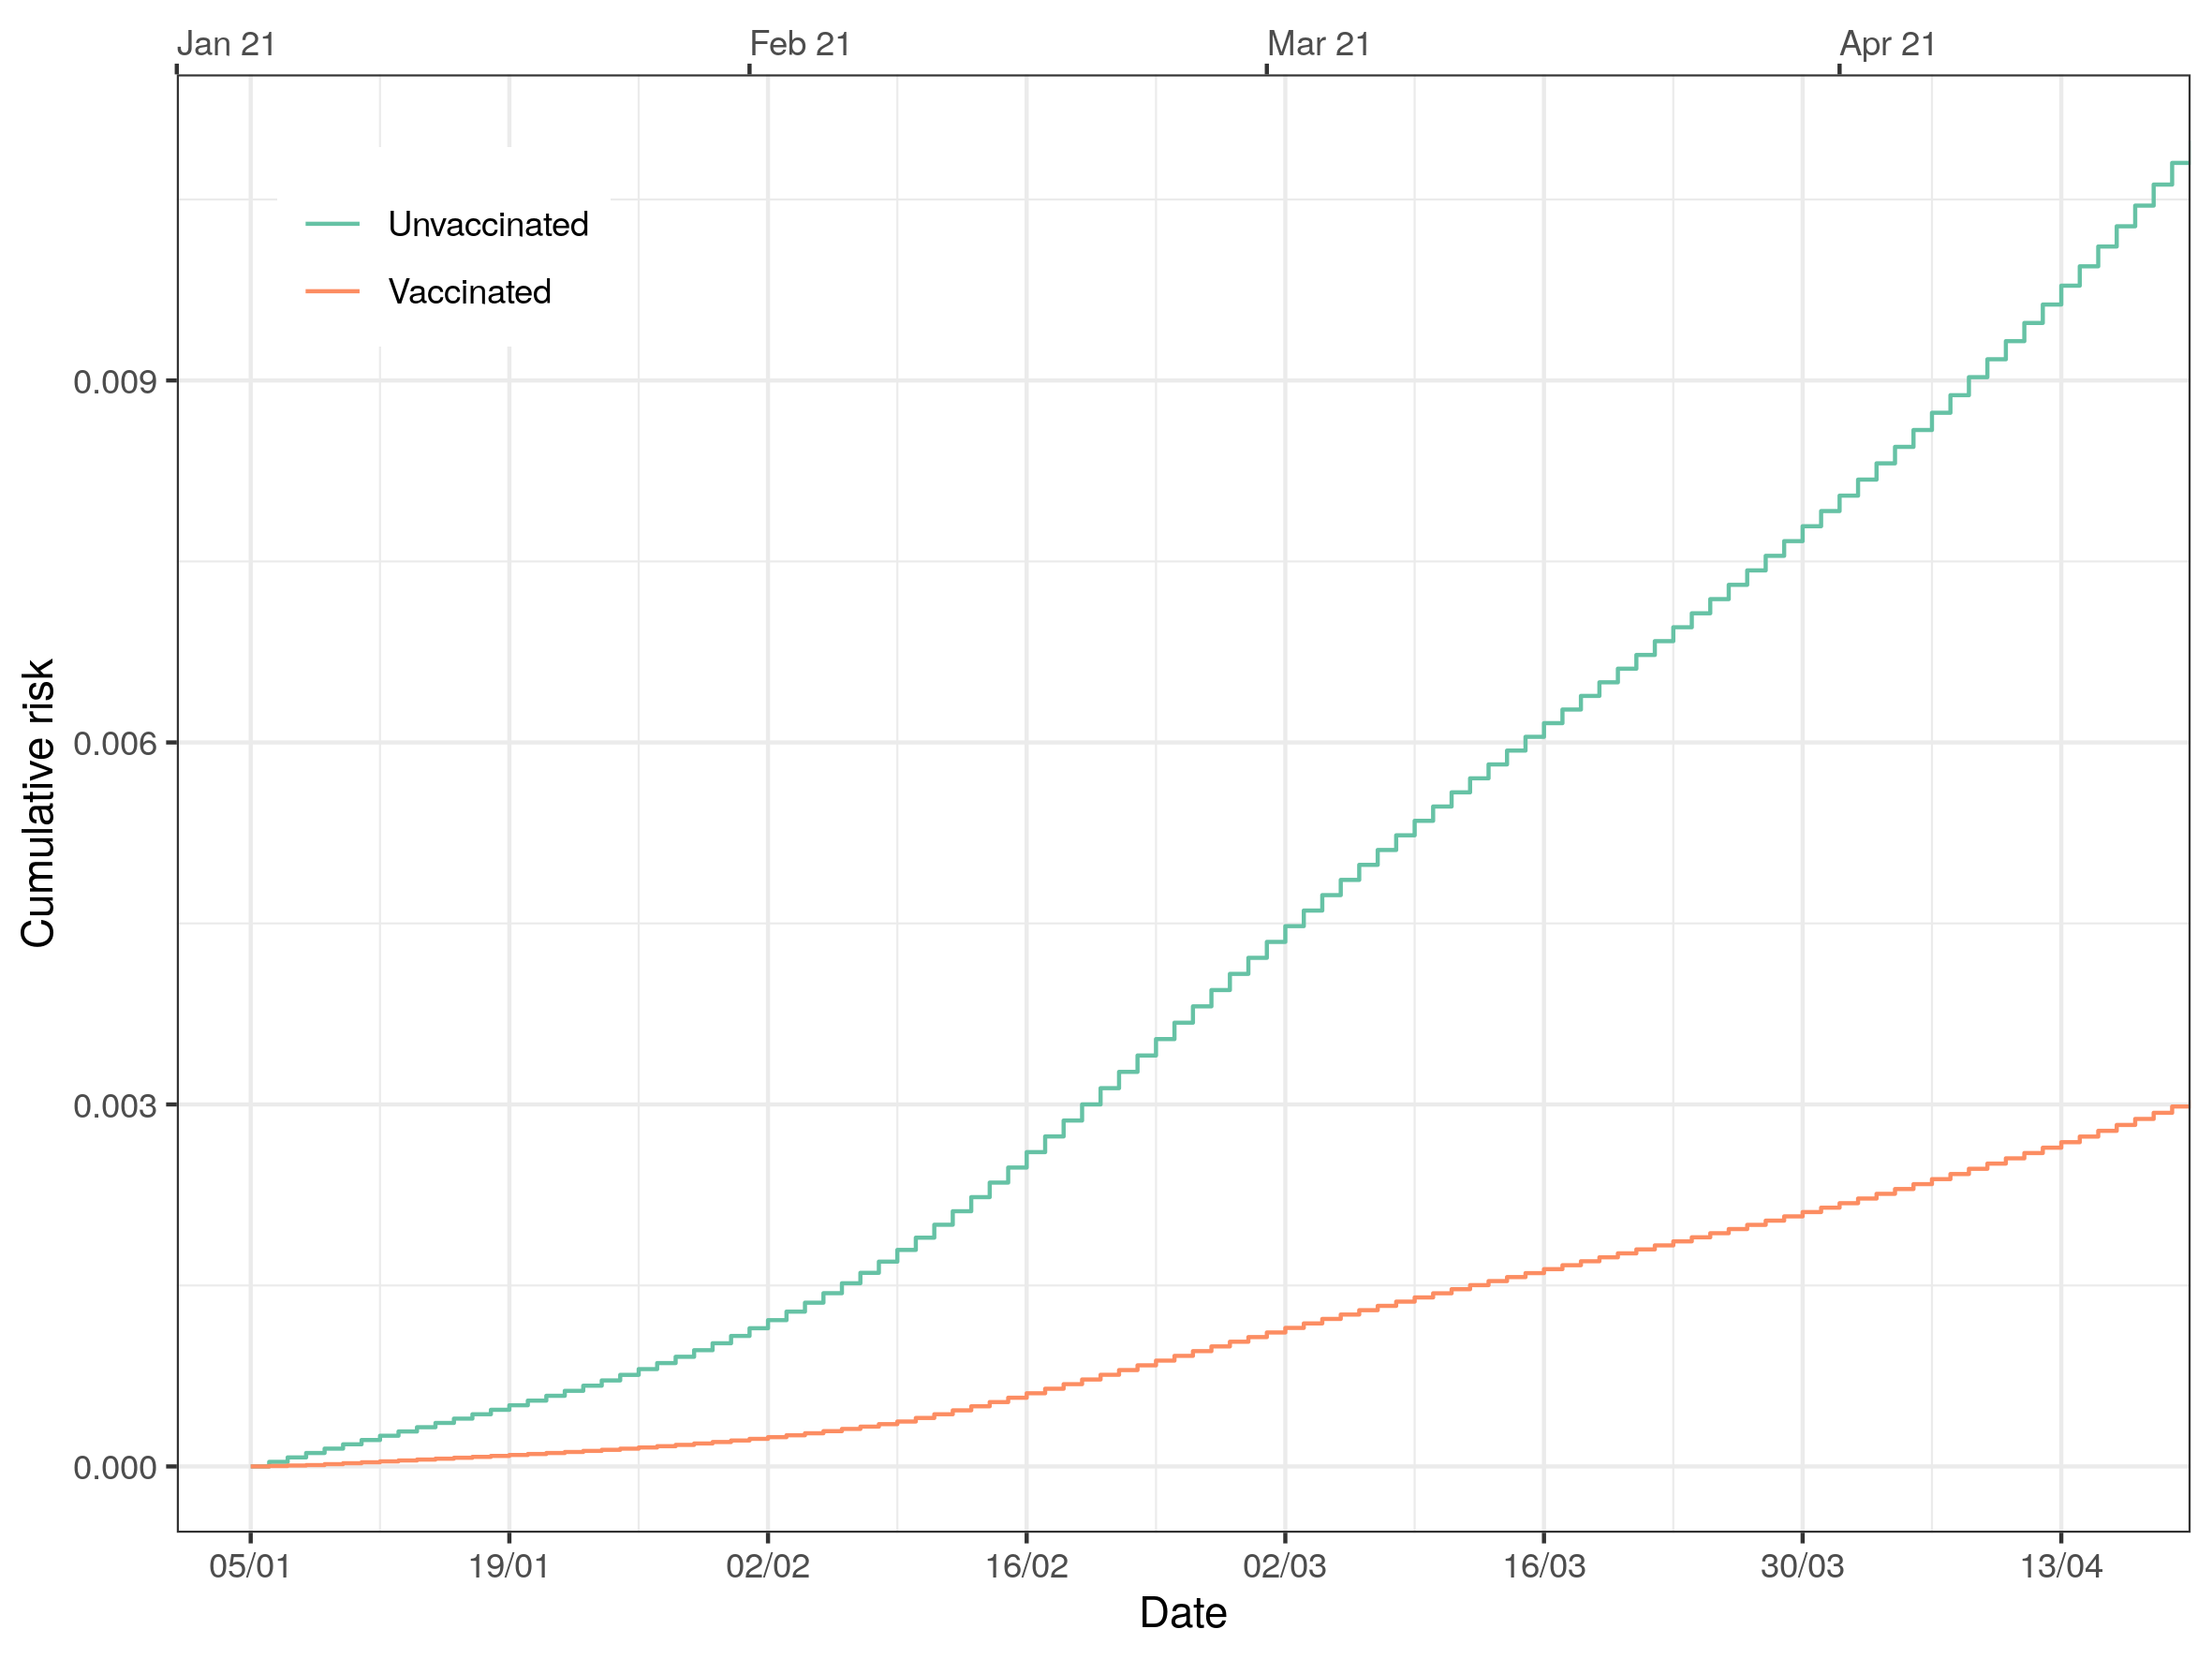 Jan 21 Feb 21 Mar 21 Apr 21
Unvaccinated
Vaccinated
0.009
0.006
0.003
0.000
Cumulative risk
05/01 19/01 02/02 16/02 02/03 16/03 30/03 13/04
Date